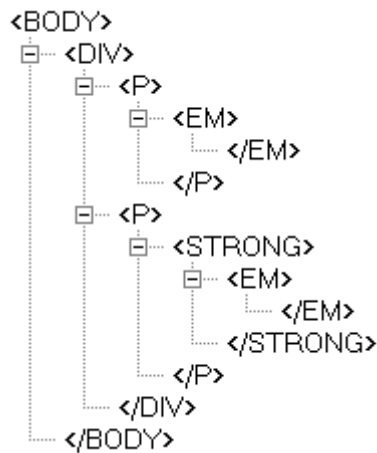 <BODY>
<DIV>
<P>
<EM>
</EM>
</P>
<P>
<STRONG>
<EM>
</EM>
</STRONG>
</P>
</DIV>
</BODY>